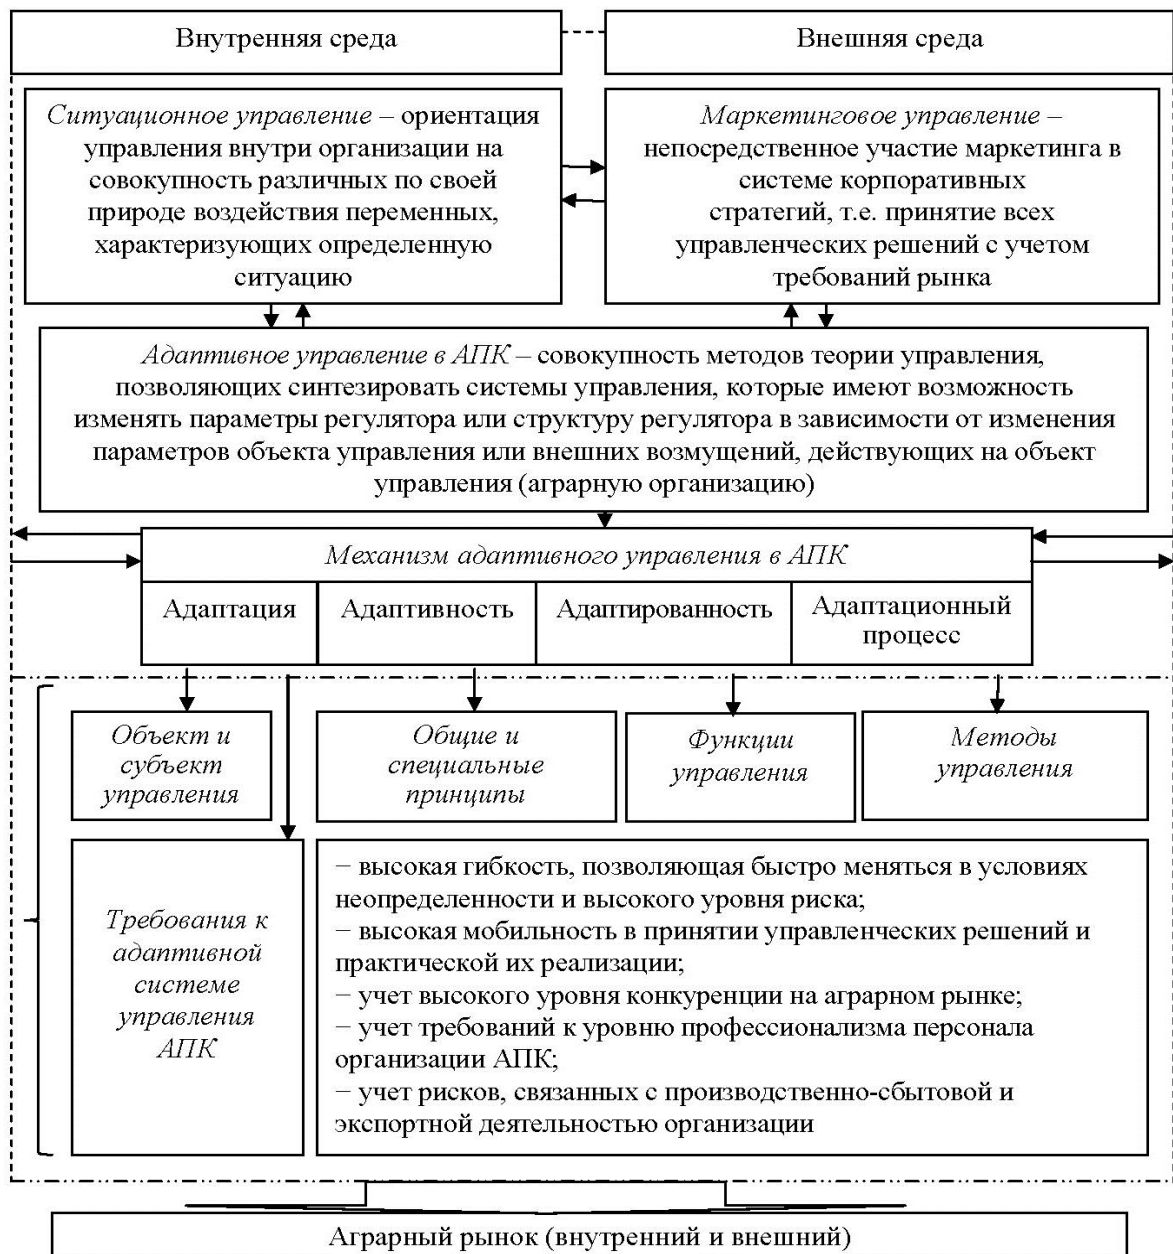 Внутренняя среда
Внешняя среда
Ситуационное управление – ориентация
управления внутри организации на
совокупность различных по своей
природе воздействия переменных,
характеризующих определенную
ситуацию
Маркетинговое управление –
непосредственное участие маркетинга в
системе корпоративных
стратегий, т.е. принятие всех
управленческих решений с учетом
требований рынка
Адаптивное управление в АПК – совокупность методов теории управления,
позволяющих синтезировать системы управления, которые имеют возможность
изменять параметры регулятора или структуру регулятора в зависимости от изменения
параметров объекта управления или внешних возмущений, действующих на объект
управления (аграрную организацию)
Механизм адаптивного управления в АПК
Адаптация
Адаптивность
Адаптированность
Адаптационный
процесс
Объект и
субъект
управления
Общие и
специальные
принципы
Функции
управления
Методы
управления
Требования к
адаптивной
системе
управления
АПК
− высокая гибкость, позволяющая быстро меняться в условиях
неопределенности и высокого уровня риска;
− высокая мобильность в принятии управленческих решений и
практической их реализации;
− учет высокого уровня конкуренции на аграрном рынке;
− учет требований к уровню профессионализма персонала
организации АПК;
− учет рисков, связанных с производственно-сбытовой и
экспортной деятельностью организации
Аграрный рынок (внутренний и внешний)